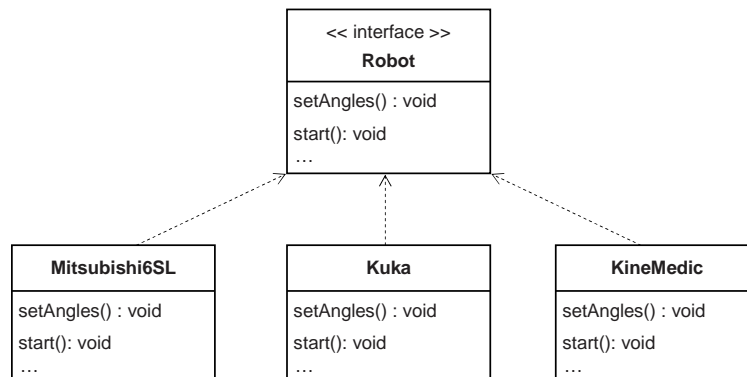 << interface >>
Robot
setAngles() : void
start(): void
…
Mitsubishi6SL
setAngles() : void
start(): void
…
Kuka
setAngles() : void
start(): void
…
KineMedic
setAngles() : void
start(): void
…